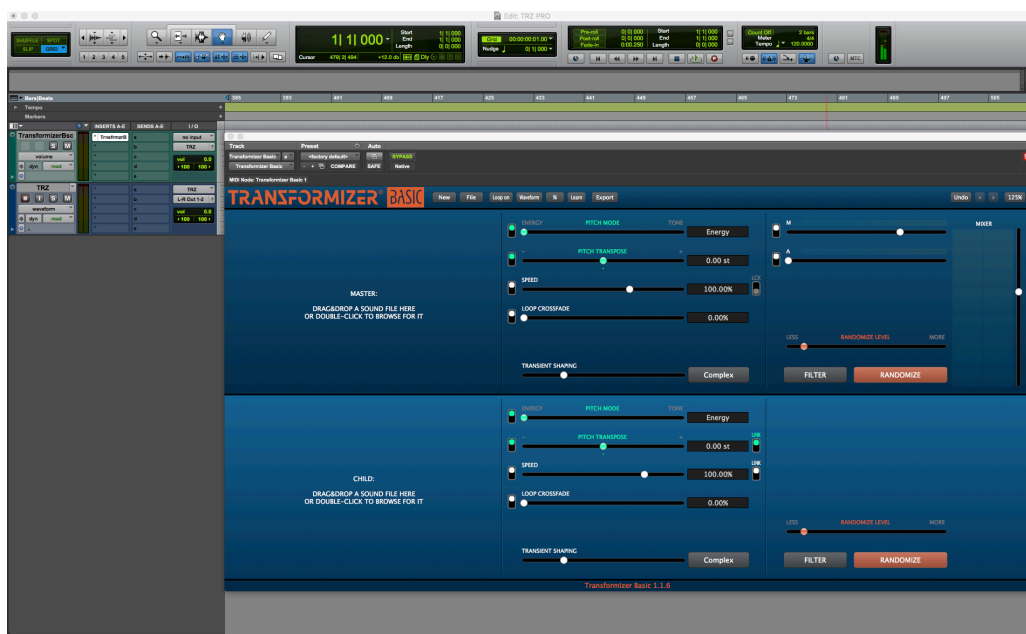 Edit: TRZ PRO
SHUFFLE SPOT
SLIP GRID
1 2 3 4 5
1| 1| 000
Start 1| 1| 000
End 1| 1| 000
Length 0| 0| 000
Cursor 479| 2| 494 +12.0 db Dly
Grid 00:00:00:01.00
Nudge 0| 1| 000
Pre-roll 0| 0| 000
Post-roll 0| 0| 000
Fade-in 0:00.250
Start 1| 1| 000
End 1| 1| 000
Length 0| 0| 000
Count Off 2 bars
Meter 4/4
Tempo 120.0000
MTC
Bars|Beats 385 393 401 409 417 425 433 441 449 457 465 473 481 489 497 505
Tempo
Markers
INSERTS A-E SENDS A-E I / O
TransformizerBsc
S M
volume
dyn read
TrnsfrmzrB
a
b
c
d
e
no input
TRZ
vol 0.0
100 100
TRZ
I S M
waveform
dyn read
a
b
c
d
e
TRZ
L-R Out 1-2
vol 0.0
100 100
Track Preset Auto
Transformizer Basic a <factory default> BYPASS
Transformizer Basic - + COMPARE SAFE Native
MIDI Node: Transformizer Basic 1
TRANSFORMIZER® BASIC New File Loop on Waveform % Learn Export Undo < > 125%
MASTER:
DRAG&DROP A SOUND FILE HERE
OR DOUBLE-CLICK TO BROWSE FOR IT
ENERGY PITCH MODE TONE
Energy
- PITCH TRANSPOSE +
0.00 st
SPEED LCK
100.00%
LOOP CROSSFADE
0.00%
TRANSIENT SHAPING
Complex
M
A
MIXER
LESS RANDOMIZE LEVEL MORE
FILTER RANDOMIZE
CHILD:
DRAG&DROP A SOUND FILE HERE
OR DOUBLE-CLICK TO BROWSE FOR IT
ENERGY PITCH MODE TONE
Energy
- PITCH TRANSPOSE + LINK
0.00 st
SPEED LINK
100.00%
LOOP CROSSFADE
0.00%
TRANSIENT SHAPING
Complex
LESS RANDOMIZE LEVEL MORE
FILTER RANDOMIZE
Transformizer Basic 1.1.6